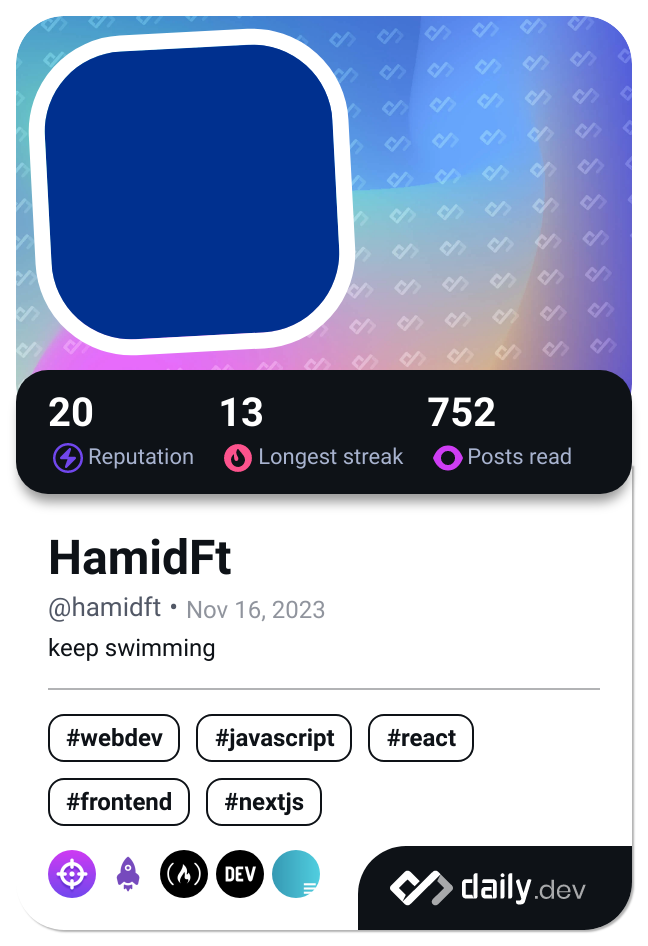 20 13 752
Reputation Longest streak Posts read
HamidFt
@hamidft • Nov 16, 2023
keep swimming
#webdev #javascript #react
#frontend #nextjs
DEV
daily.dev